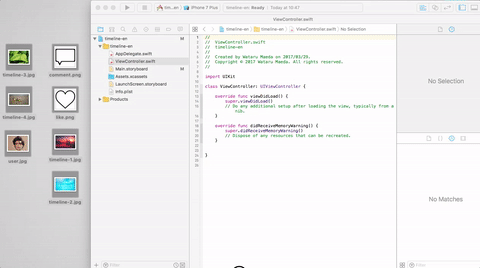 timeline-3.jpg
comment.png
timeline-4.jpg
like.png
user.jpg
timeline-1.jpg
timeline-2.jpg
ViewController.swift
iPhone 7 Plus
timeline-en: Ready
Today at 10:47
timeline-en
timeline-en
AppDelegate.swift
ViewController.swift
Main.storyboard
M
Assets.xcassets
LaunchScreen.storyboard
Info.plist
Products
Filter
timeline-en
timeline-en
ViewController.swift
No Selection
//
// ViewController.swift
// timeline-en
//
// Created by Wataru Maeda on 2017/03/29.
// Copyright © 2017 Wataru Maeda. All rights reserved.
//
import UIKit
class ViewController: UIViewController {
override func viewDidLoad() {
super.viewDidLoad()
// Do any additional setup after loading the view, typically from a
nib.
}
override func didReceiveMemoryWarning() {
super.didReceiveMemoryWarning()
// Dispose of any resources that can be recreated.
}
}
No Selection
No Matches
Filter